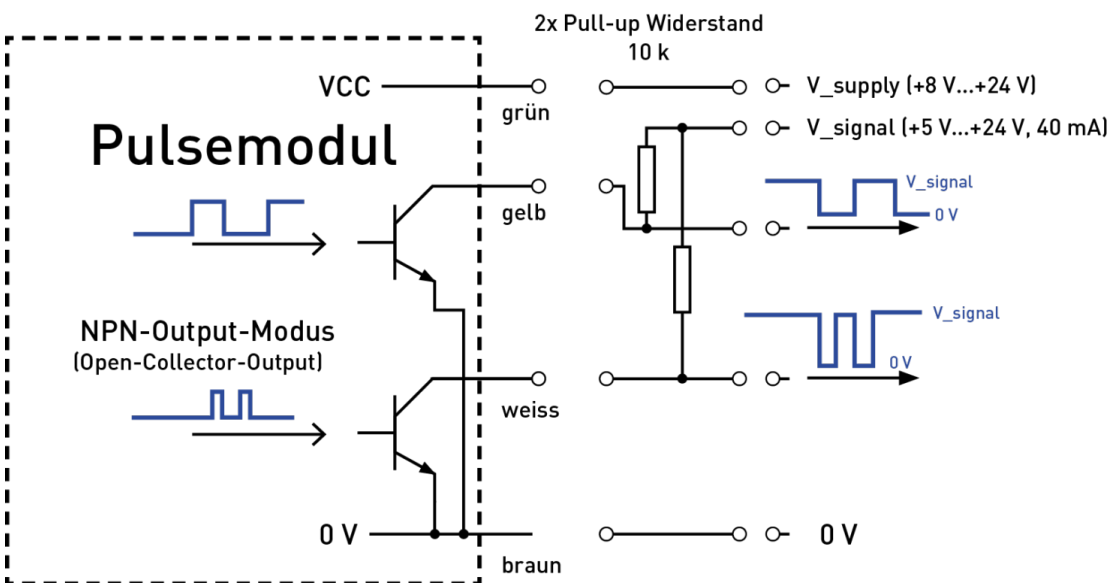 2x Pull-up Widerstand
10 k
VCC
grün
V_supply (+8 V...+24 V)
V_signal (+5 V...+24 V, 40 mA)
Pulsemodul
gelb
V_signal
0 V
NPN-Output-Modus
(Open-Collector-Output)
weiss
V_signal
0 V
0 V
braun
0 V